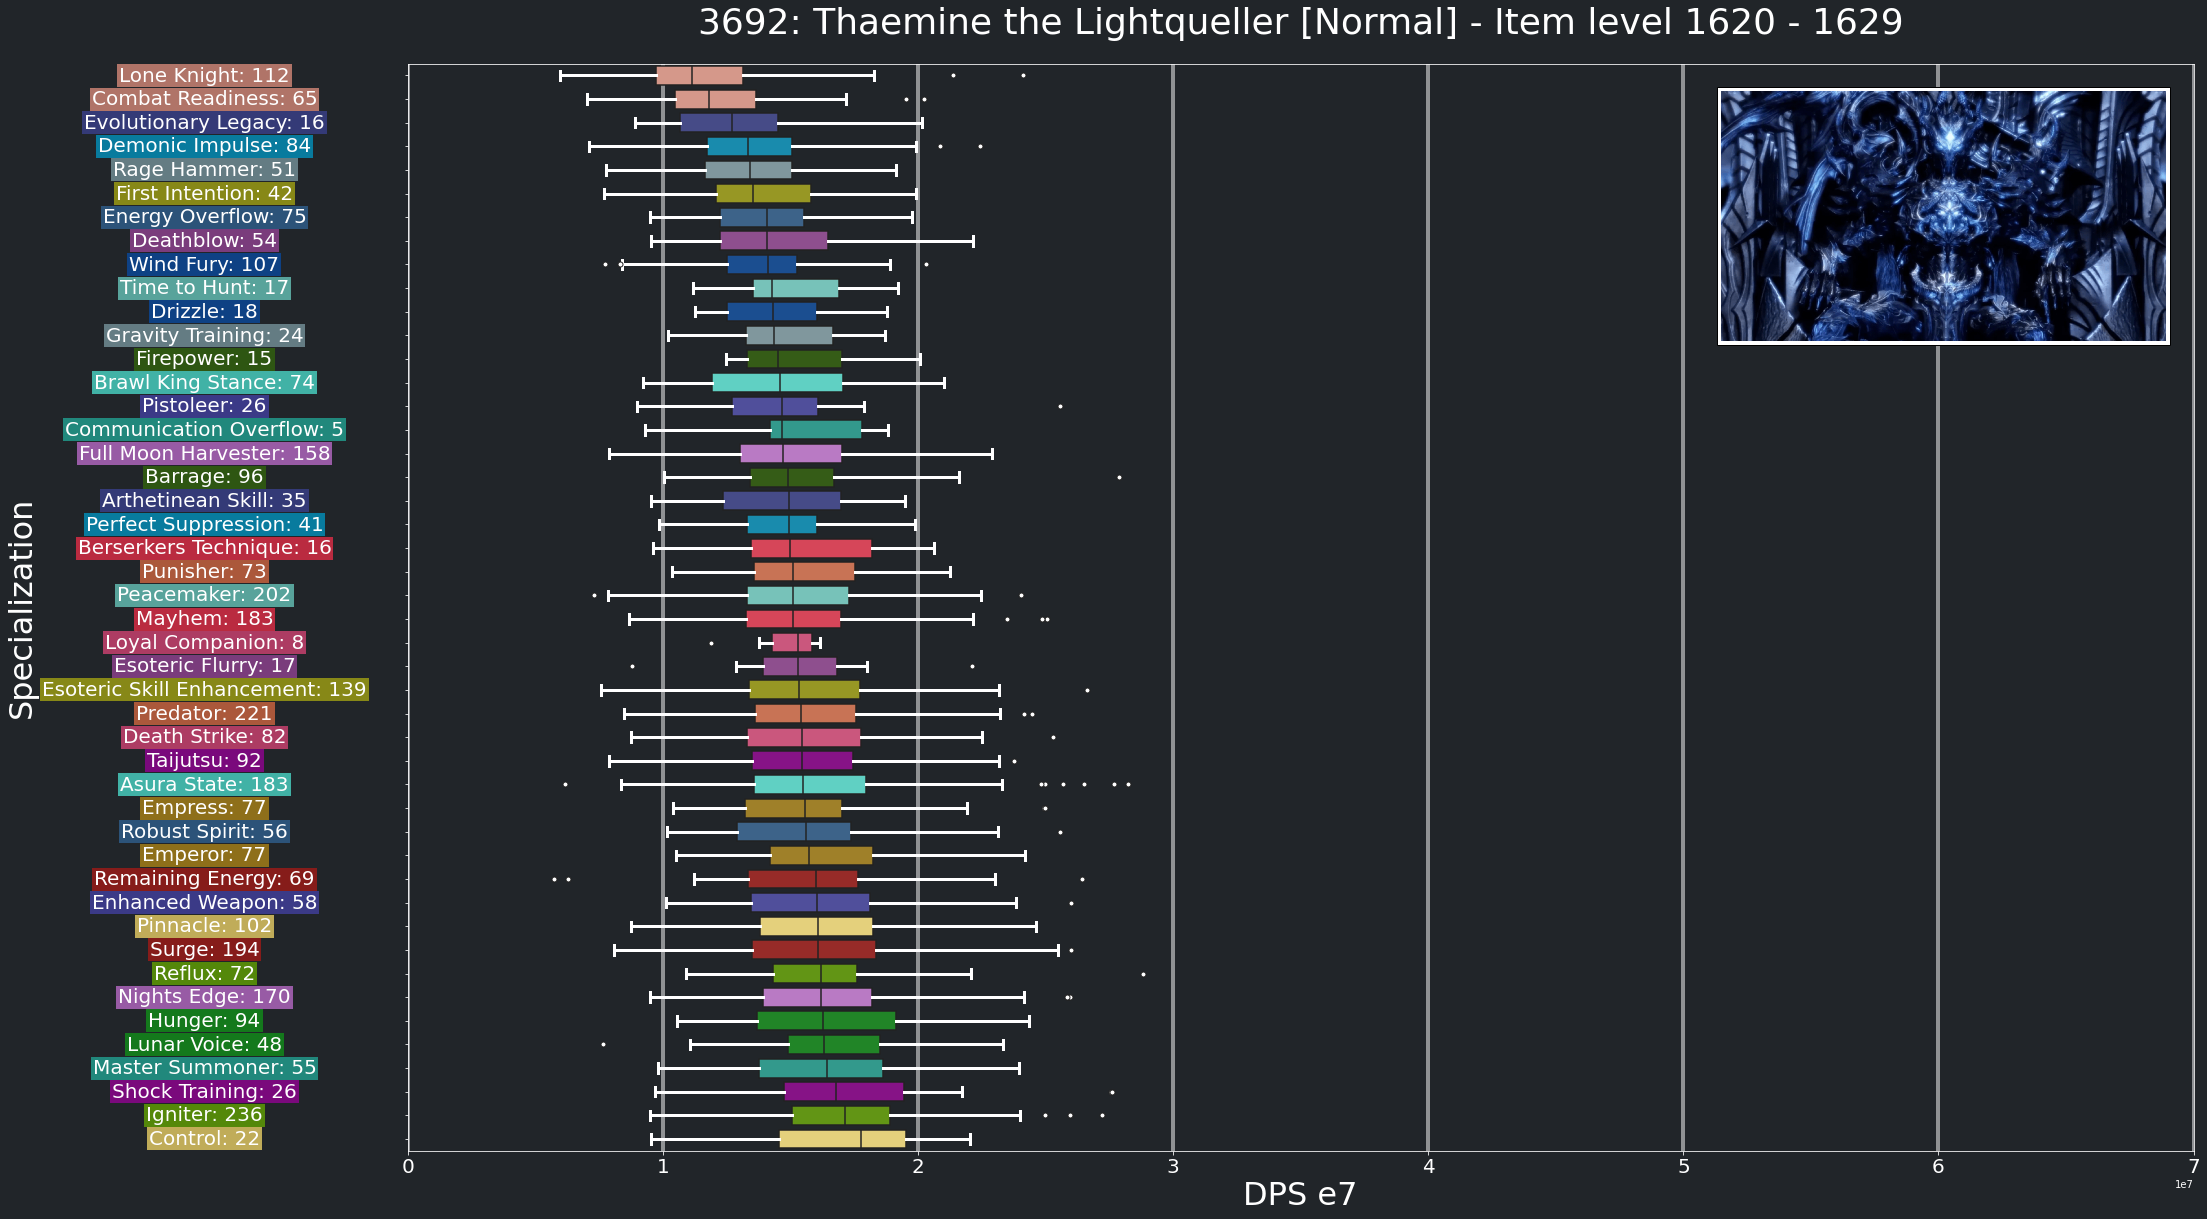 3692: Thaemine the Lightqueller [Normal] - Item level 1620 - 1629
Specialization
Lone Knight: 112
Combat Readiness: 65
Evolutionary Legacy: 16
Demonic Impulse: 84
Rage Hammer: 51
First Intention: 42
Energy Overflow: 75
Deathblow: 54
Wind Fury: 107
Time to Hunt: 17
Drizzle: 18
Gravity Training: 24
Firepower: 15
Brawl King Stance: 74
Pistoleer: 26
Communication Overflow: 5
Full Moon Harvester: 158
Barrage: 96
Arthetinean Skill: 35
Perfect Suppression: 41
Berserkers Technique: 16
Punisher: 73
Peacemaker: 202
Mayhem: 183
Loyal Companion: 8
Esoteric Flurry: 17
Esoteric Skill Enhancement: 139
Predator: 221
Death Strike: 82
Taijutsu: 92
Asura State: 183
Empress: 77
Robust Spirit: 56
Emperor: 77
Remaining Energy: 69
Enhanced Weapon: 58
Pinnacle: 102
Surge: 194
Reflux: 72
Nights Edge: 170
Hunger: 94
Lunar Voice: 48
Master Summoner: 55
Shock Training: 26
Igniter: 236
Control: 22
0 1 2 3 4 5 6 7
1e7
DPS e7